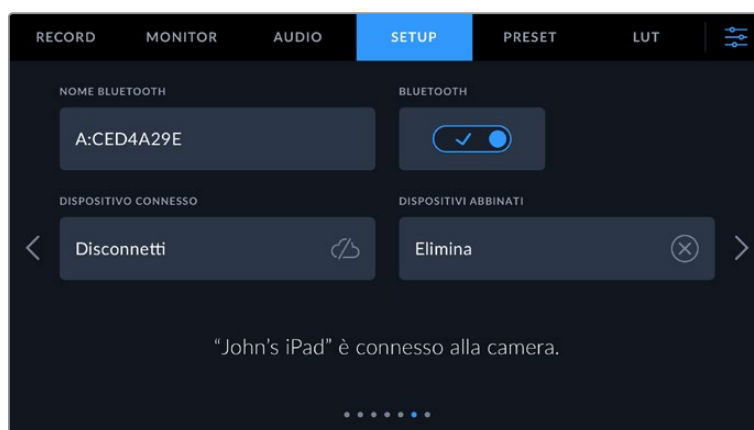 RECORD MONITOR AUDIO SETUP PRESET LUT
NOME BLUETOOTH BLUETOOTH
A:CED4A29E
DISPOSITIVO CONNESSO DISPOSITIVI ABBINATI
Disconnetti Elimina
“John’s iPad” è connesso alla camera.